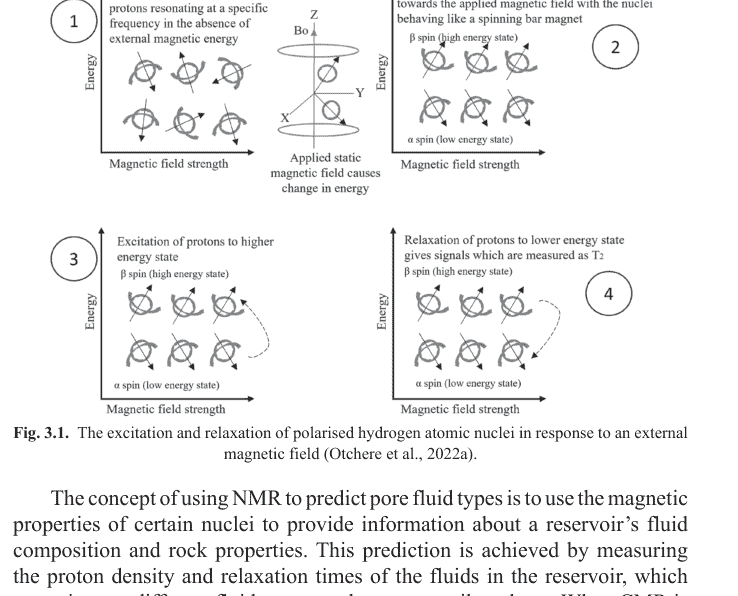 protons resonating at a specific
frequency in the absence of
external magnetic energy
1
Energy
Magnetic field strength
Z
Bo
Y
X
Applied static
magnetic field causes
change in energy
towards the applied magnetic field with the nuclei
behaving like a spinning bar magnet
β spin (high energy state)
2
Energy
α spin (low energy state)
Magnetic field strength
3
Excitation of protons to higher
energy state
β spin (high energy state)
Energy
α spin (low energy state)
Magnetic field strength
Relaxation of protons to lower energy state
gives signals which are measured as T2
β spin (high energy state)
4
Energy
α spin (low energy state)
Magnetic field strength
Fig. 3.1. The excitation and relaxation of polarised hydrogen atomic nuclei in response to an external
magnetic field (Otchere et al., 2022a).
The concept of using NMR to predict pore fluid types is to use the magnetic
properties of certain nuclei to provide information about a reservoir's fluid
composition and rock properties. This prediction is achieved by measuring
the proton density and relaxation times of the fluids in the reservoir, which